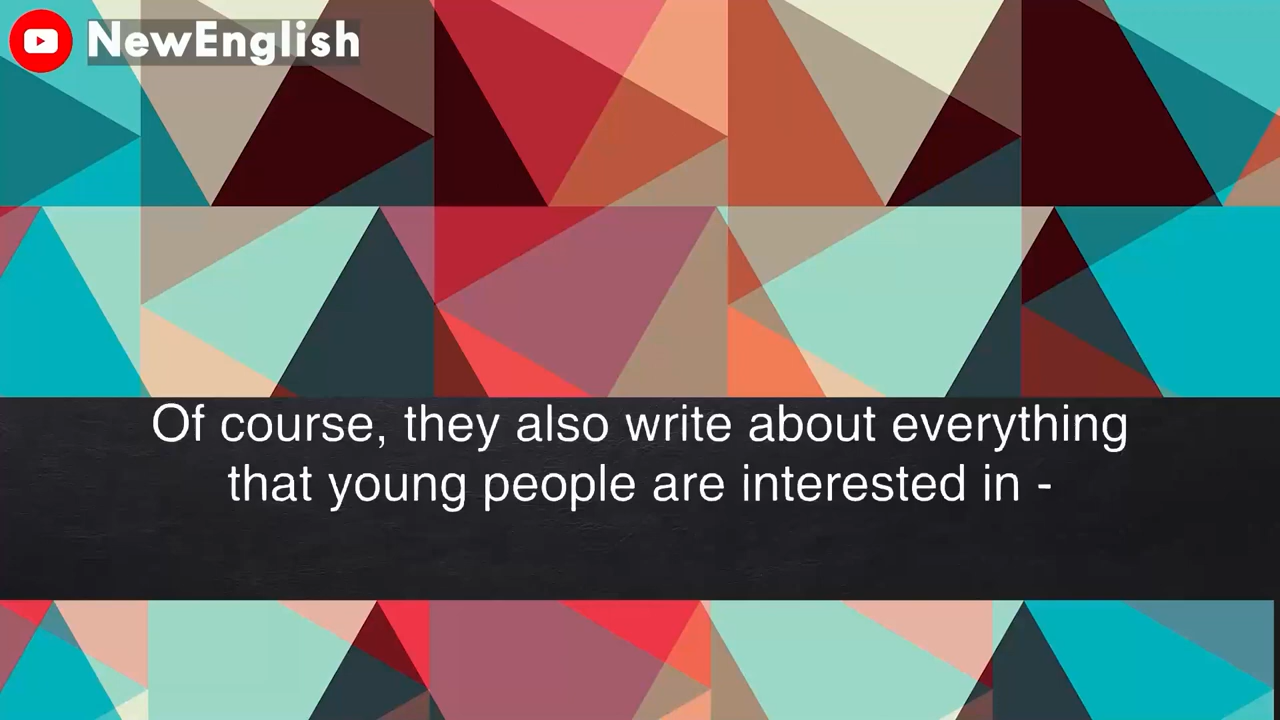 NewEnglish
Of course, they also write about everything
that young people are interested in -